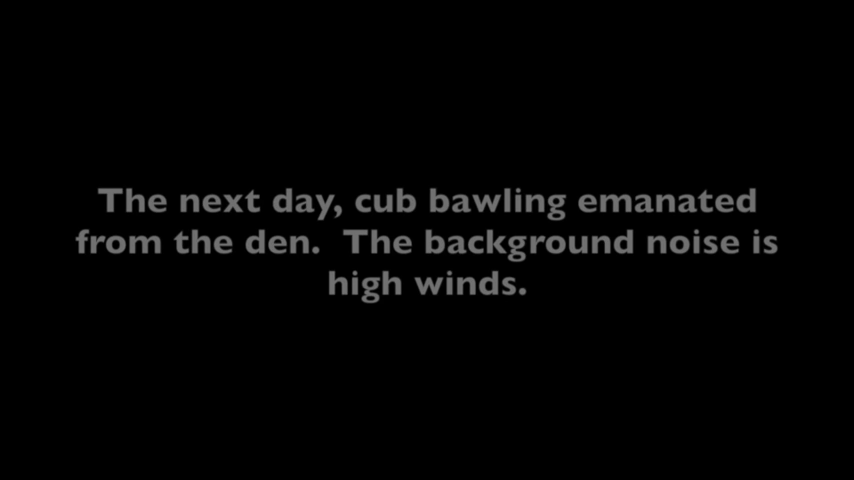 The next day, cub bawling emanated
from the den.  The background noise is
high winds.